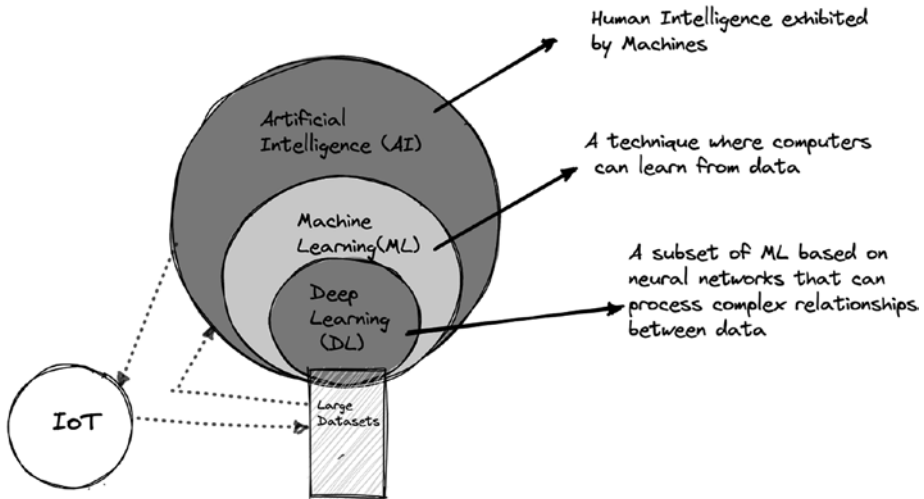 Human Intelligence exhibited
by Machines
Artificial
Intelligence (AI)
A technique where computers
can learn from data
Machine
Learning(ML)
A subset of ML based on
neural networks that can
process complex relationships
between data
Deep
Learning
(DL)
IoT
Large
Datasets